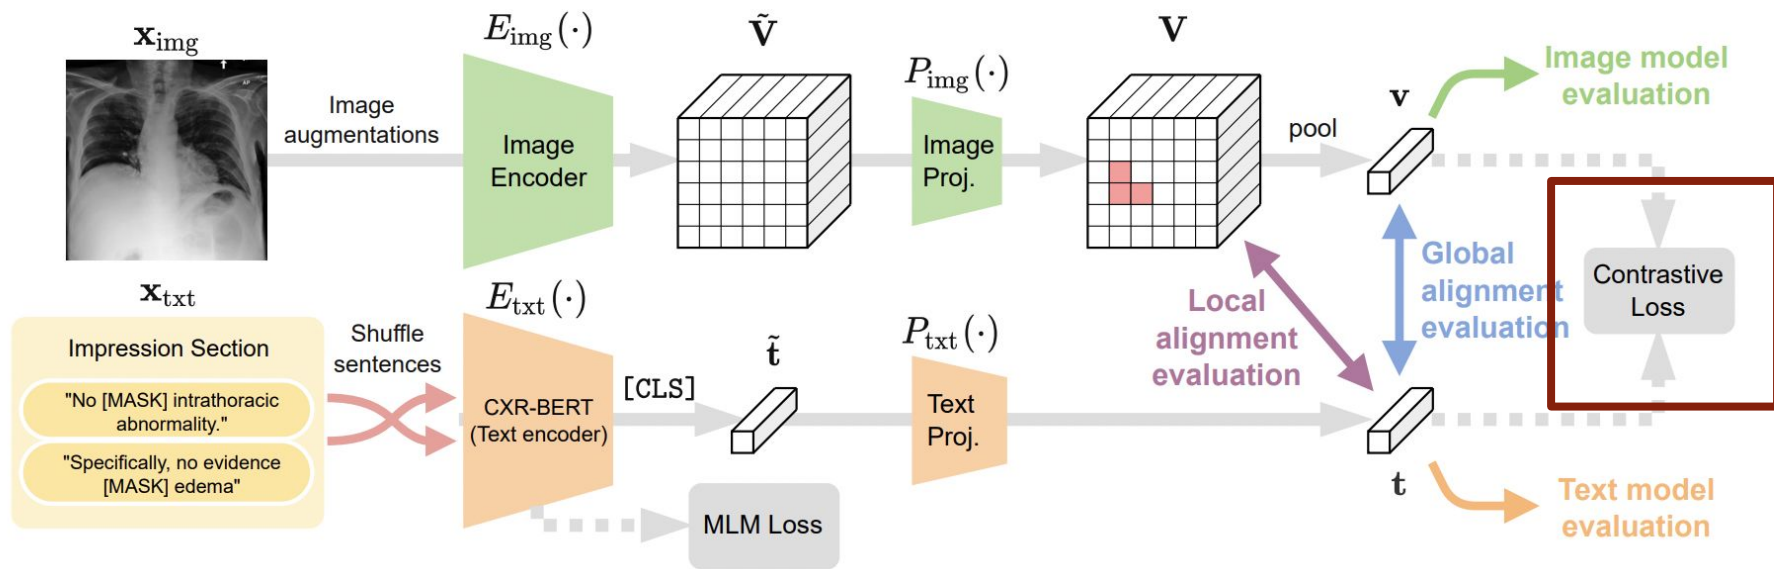 x_img
Image
augmentations
E_img(·)
Image
Encoder
Ṽ
P_img(·)
Image
Proj.
V
pool
v
Image model
evaluation
AP
x_txt
Impression Section
"No [MASK] intrathoracic
abnormality."
"Specifically, no evidence
[MASK] edema"
Shuffle
sentences
E_txt(·)
CXR-BERT
(Text encoder)
[CLS]
t̃
MLM Loss
P_txt(·)
Text
Proj.
Local
alignment
evaluation
Global
alignment
evaluation
Contrastive
Loss
t
Text model
evaluation